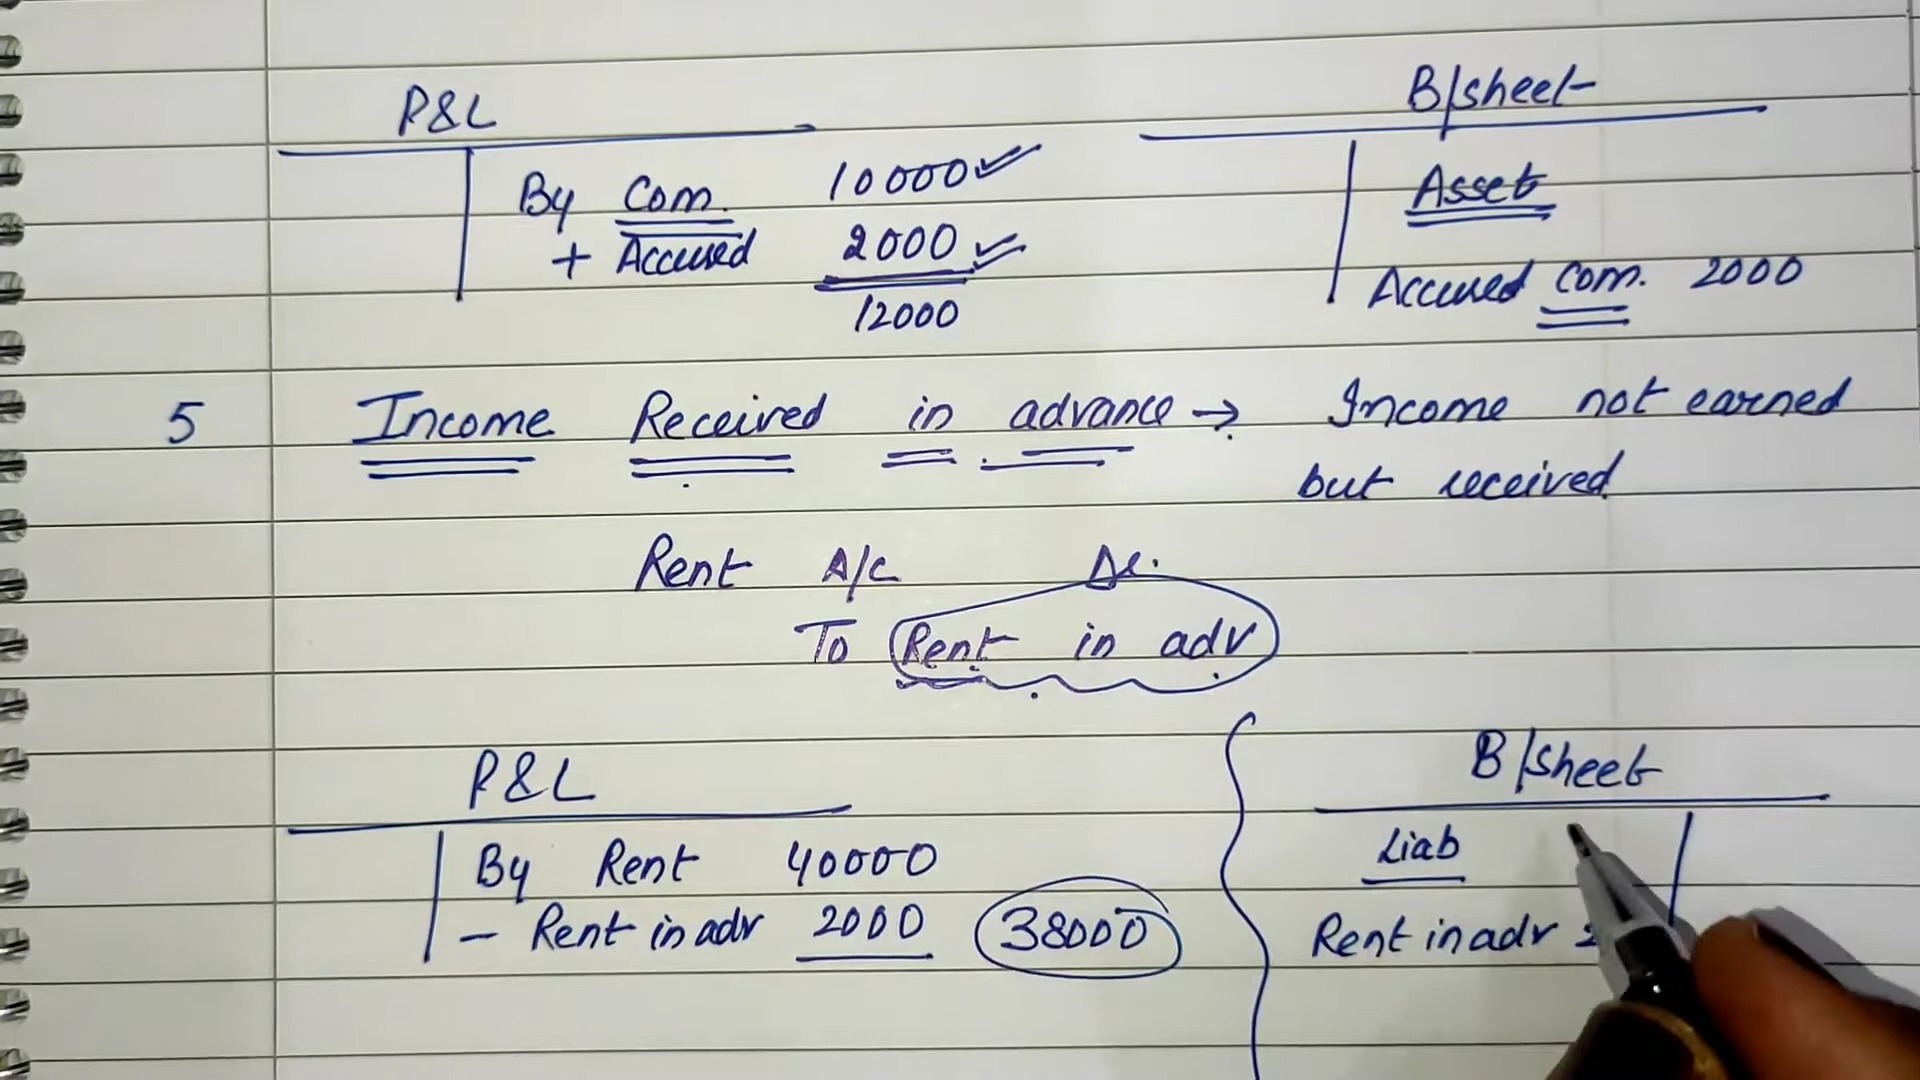 P&L
By Com. 10000
+ Accrued 2000
12000
B/sheet
Asset
Accrued Com. 2000
5 Income Received in advance → Income not earned
but received
Rent A/c Dr.
To Rent in adv
P&L
By Rent 40000
- Rent in adv 2000 38000
B/sheet
Liab
Rent in adv